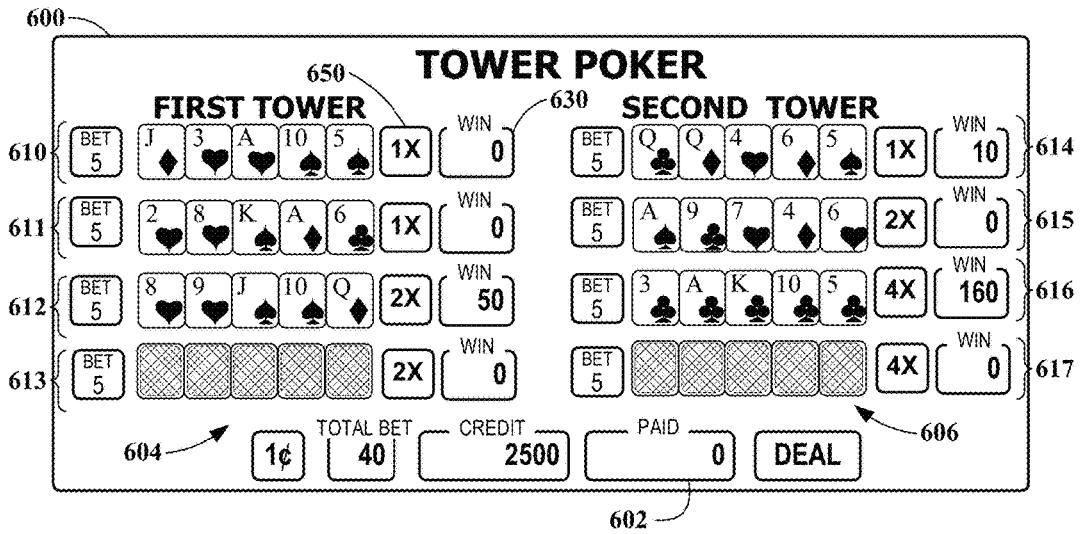 600
TOWER POKER
650
630
FIRST TOWER
SECOND TOWER
610
BET
5
J
3
A
10
5
1X
WIN
0
BET
5
Q
Q
4
6
5
1X
WIN
10
614
611
BET
5
2
8
K
A
6
1X
WIN
0
BET
5
A
9
7
4
6
2X
WIN
0
615
612
BET
5
8
9
J
10
Q
2X
WIN
50
BET
5
3
A
K
10
5
4X
WIN
160
616
613
BET
5
2X
WIN
0
BET
5
4X
WIN
0
617
604
606
1¢
TOTAL BET
40
CREDIT
2500
PAID
0
DEAL
602